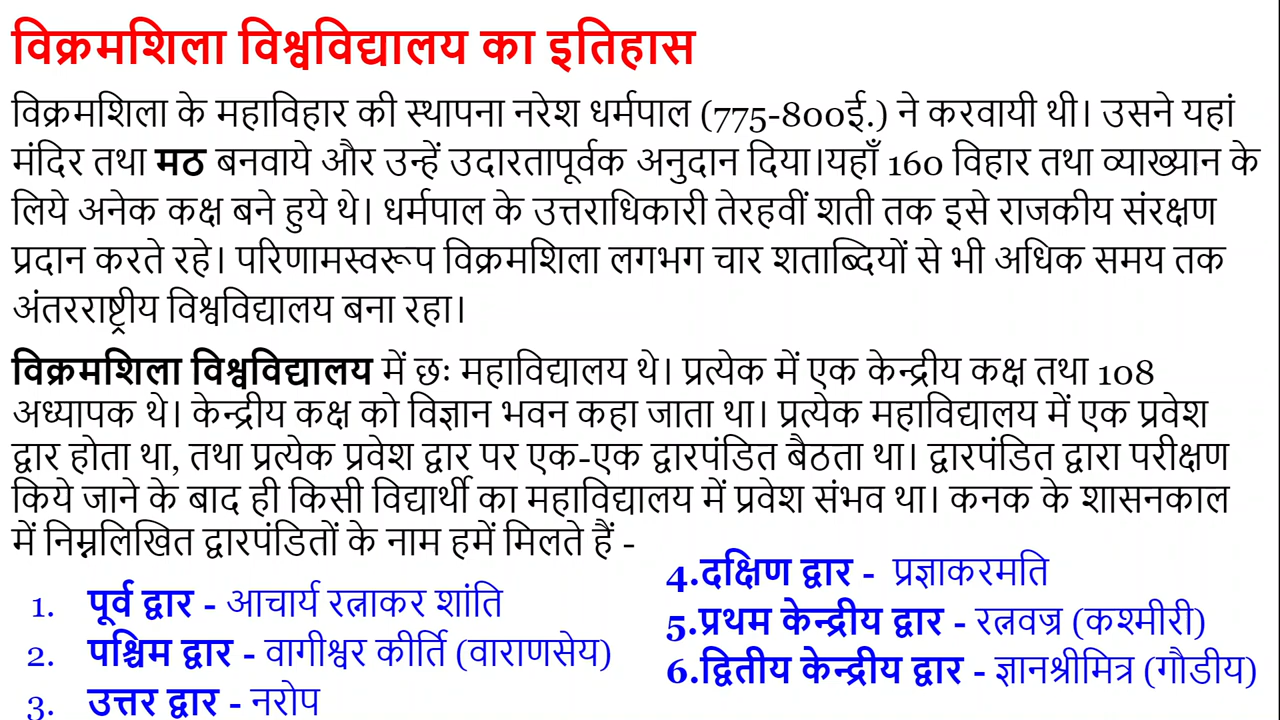 विक्रमशिला विश्वविद्यालय का इतिहास
विक्रमशिला के महाविहार की स्थापना नरेश धर्मपाल (775-800ई.) ने करवायी थी। उसने यहां
मंदिर तथा मठ बनवाये और उन्हें उदारतापूर्वक अनुदान दिया।यहाँ 160 विहार तथा व्याख्यान के
लिये अनेक कक्ष बने हुये थे। धर्मपाल के उत्तराधिकारी तेरहवीं शती तक इसे राजकीय संरक्षण
प्रदान करते रहे। परिणामस्वरूप विक्रमशिला लगभग चार शताब्दियों से भी अधिक समय तक
अंतरराष्ट्रीय विश्वविद्यालय बना रहा।
विक्रमशिला विश्वविद्यालय में छः महाविद्यालय थे। प्रत्येक में एक केन्द्रीय कक्ष तथा 108
अध्यापक थे। केन्द्रीय कक्ष को विज्ञान भवन कहा जाता था। प्रत्येक महाविद्यालय में एक प्रवेश
द्वार होता था, तथा प्रत्येक प्रवेश द्वार पर एक-एक द्वारपंडित बैठता था। द्वारपंडित द्वारा परीक्षण
किये जाने के बाद ही किसी विद्यार्थी का महाविद्यालय में प्रवेश संभव था। कनक के शासनकाल
में निम्नलिखित द्वारपंडितों के नाम हमें मिलते हैं -
1. पूर्व द्वार - आचार्य रत्नाकर शांति
2. पश्चिम द्वार - वागीश्वर कीर्ति (वाराणसेय)
3. उत्तर द्वार - नरोप
4.दक्षिण द्वार - प्रज्ञाकरमति
5.प्रथम केन्द्रीय द्वार - रत्नवज्र (कश्मीरी)
6.द्वितीय केन्द्रीय द्वार - ज्ञानश्रीमित्र (गौडीय)